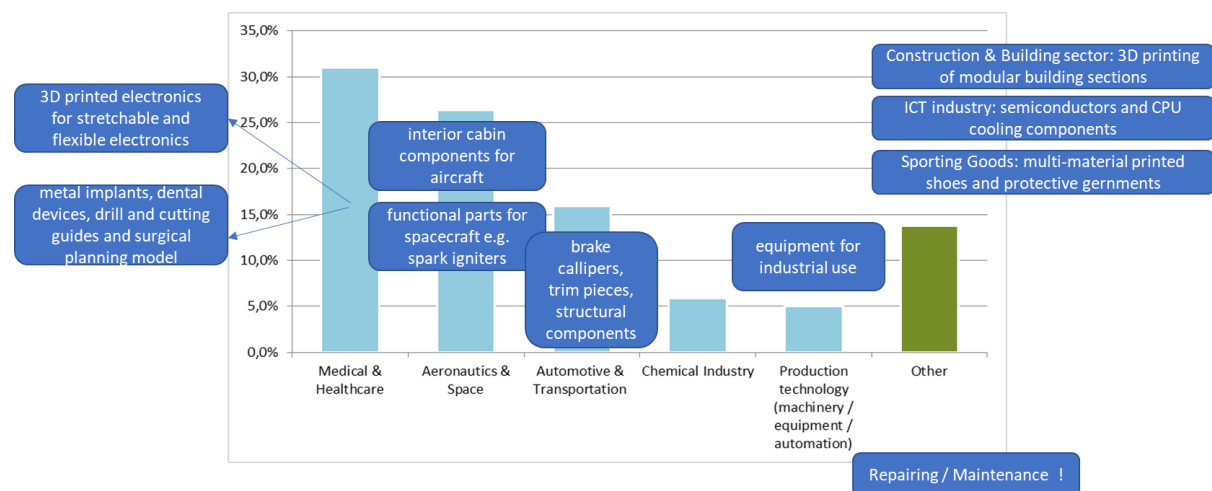 35,0%
30,0%
25,0%
20,0%
15,0%
10,0%
5,0%
0,0%
3D printed electronics
for stretchable and
flexible electronics
metal implants, dental
devices, drill and cutting
guides and surgical
planning model
interior cabin
components for
aircraft
functional parts for
spacecraft e.g.
spark igniters
brake
callipers,
trim pieces,
structural
components
equipment for
industrial use
Construction & Building sector: 3D printing
of modular building sections
ICT industry: semiconductors and CPU
cooling components
Sporting Goods: multi-material printed
shoes and protective gernments
Medical &
Healthcare
Aeronautics &
Space
Automotive &
Transportation
Chemical Industry
Production
technology
(machinery /
equipment /
automation)
Other
Repairing / Maintenance !